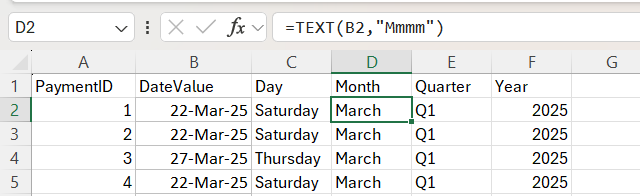 D2 fx =TEXT(B2,"Mmmm")
A B C D E F G
1 PaymentID DateValue Day Month Quarter Year
2 1 22-Mar-25 Saturday March Q1 2025
3 2 22-Mar-25 Saturday March Q1 2025
4 3 27-Mar-25 Thursday March Q1 2025
5 4 22-Mar-25 Saturday March Q1 2025